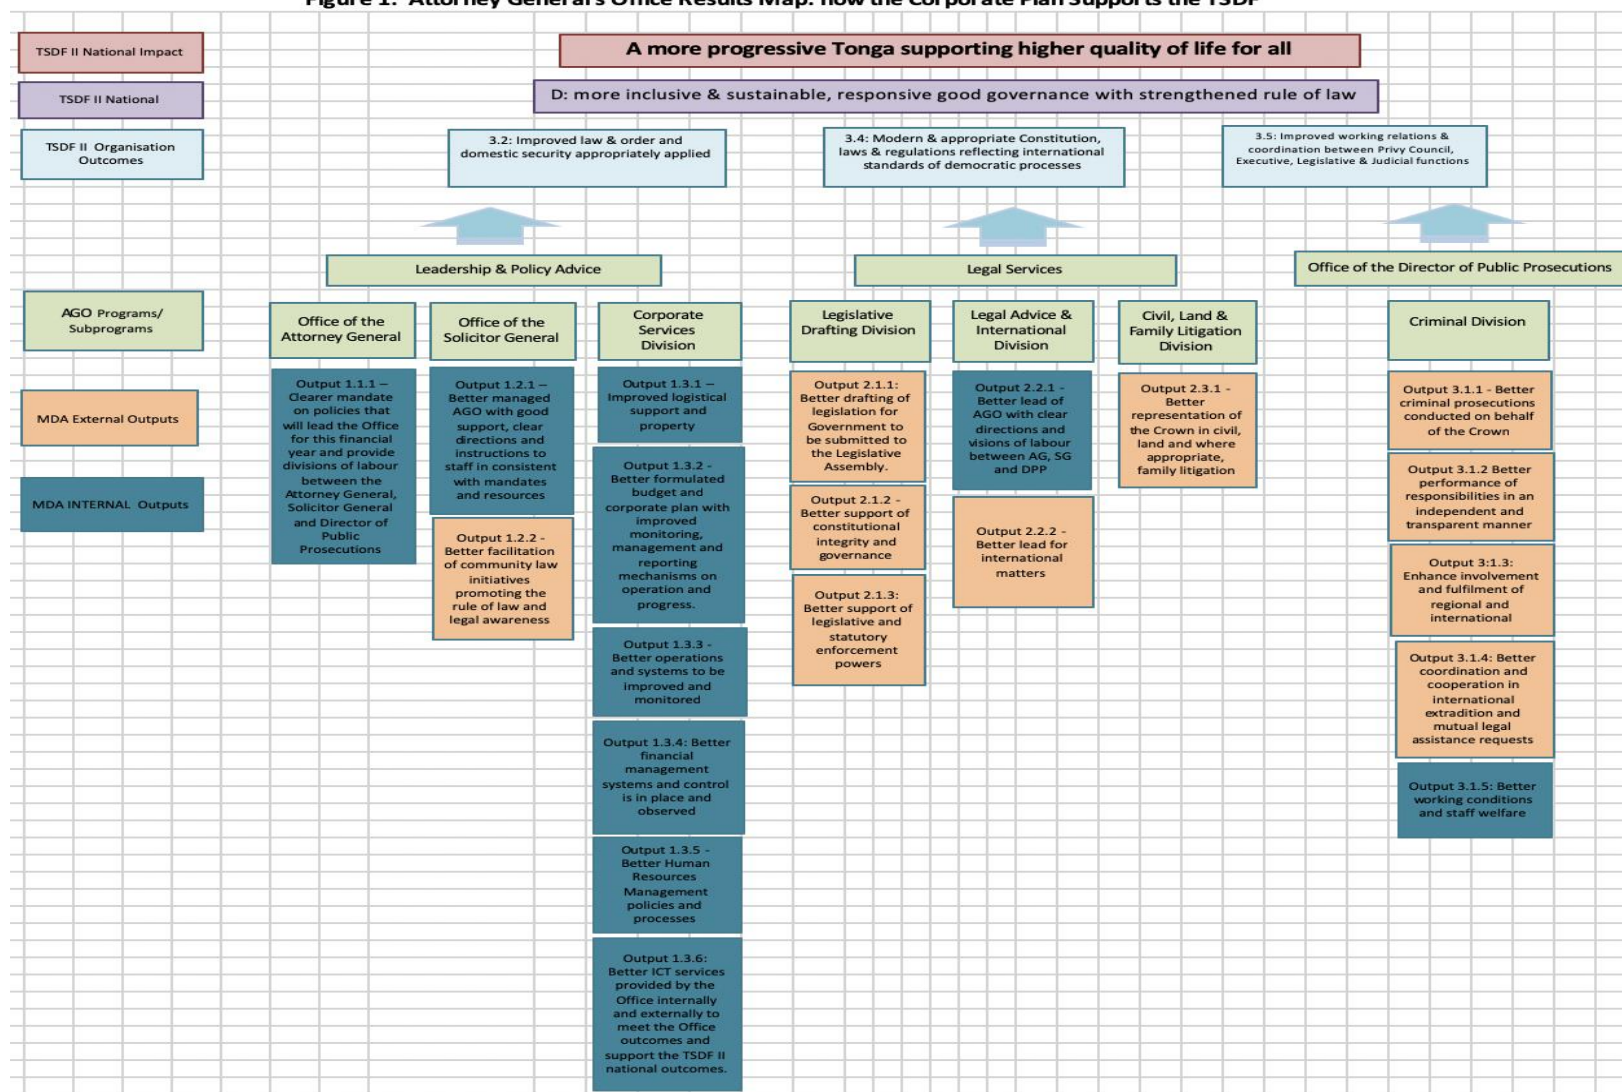 Figure 1: Attorney General's Office Results Map: how the Corporate Plan Supports the TSDF
TSDF II National Impact
A more progressive Tonga supporting higher quality of life for all
TSDF II National
D: more inclusive & sustainable, responsive good governance with strengthened rule of law
TSDF II Organisation
Outcomes
3.2: Improved law & order and
domestic security appropriately applied
3.4: Modern & appropriate Constitution,
laws & regulations reflecting international
standards of democratic processes
3.5: Improved working relations &
coordination between Privy Council,
Executive, Legislative & Judicial functions
Leadership & Policy Advice
Legal Services
Office of the Director of Public Prosecutions
AGO Programs/
Subprograms
Office of the
Attorney General
Office of the
Solicitor General
Corporate
Services
Division
Legislative
Drafting Division
Legal Advice &
International
Division
Civil, Land &
Family Litigation
Division
Criminal Division
MDA External Outputs
MDA INTERNAL Outputs
Output 1.1.1 –
Clearer mandate
on policies that
will lead the Office
for this financial
year and provide
divisions of labour
between the
Attorney General,
Solicitor General
and Director of
Public
Prosecutions
Output 1.2.1 –
Better managed
AGO with good
support, clear
directions and
instructions to
staff in consistent
with mandates
and resources
Output 1.2.2 -
Better facilitation
of community law
initiatives
promoting the
rule of law and
legal awareness
Output 1.3.1 –
Improved logistical
support and
property
Output 1.3.2 -
Better formulated
budget and
corporate plan with
improved
monitoring,
management and
reporting
mechanisms on
operation and
progress.
Output 1.3.3 -
Better operations
and systems to be
improved and
monitored
Output 1.3.4: Better
financial
management
systems and control
is in place and
observed
Output 1.3.5 -
Better Human
Resources
Management
policies and
processes
Output 1.3.6:
Better ICT services
provided by the
Office internally
and externally to
meet the Office
outcomes and
support the TSDF II
national outcomes.
Output 2.1.1:
Better drafting of
legislation for
Government to
be submitted to
the Legislative
Assembly.
Output 2.1.2 -
Better support of
constitutional
integrity and
governance
Output 2.1.3:
Better support of
legislative and
statutory
enforcement
powers
Output 2.2.1 -
Better lead of
AGO with clear
directions and
visions of labour
between AG, SG
and DPP
Output 2.2.2 -
Better lead for
international
matters
Output 2.3.1 -
Better
representation of
the Crown in civil,
land and where
appropriate,
family litigation
Output 3.1.1 - Better
criminal prosecutions
conducted on behalf
of the Crown
Output 3.1.2 Better
performance of
responsibilities in an
independent and
transparent manner
Output 3:1.3:
Enhance involvement
and fulfilment of
regional and
international
Output 3.1.4: Better
coordination and
cooperation in
international
extradition and
mutual legal
assistance requests
Output 3.1.5: Better
working conditions
and staff welfare